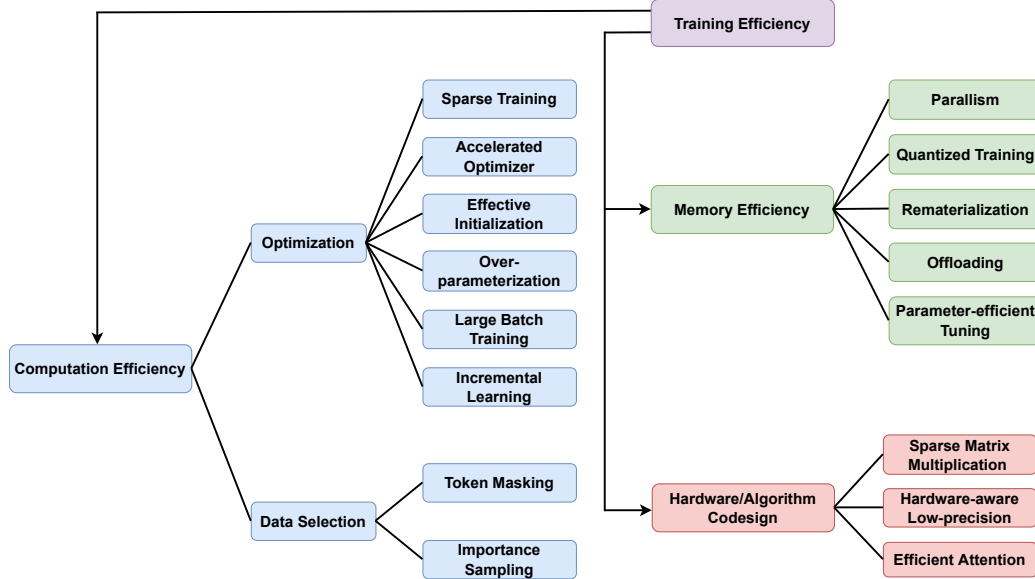 Training Efficiency
Computation Efficiency
Optimization
Sparse Training
Accelerated
Optimizer
Effective
Initialization
Over-
parameterization
Large Batch
Training
Incremental
Learning
Data Selection
Token Masking
Importance
Sampling
Memory Efficiency
Parallism
Quantized Training
Rematerialization
Offloading
Parameter-efficient
Tuning
Hardware/Algorithm
Codesign
Sparse Matrix
Multiplication
Hardware-aware
Low-precision
Efficient Attention